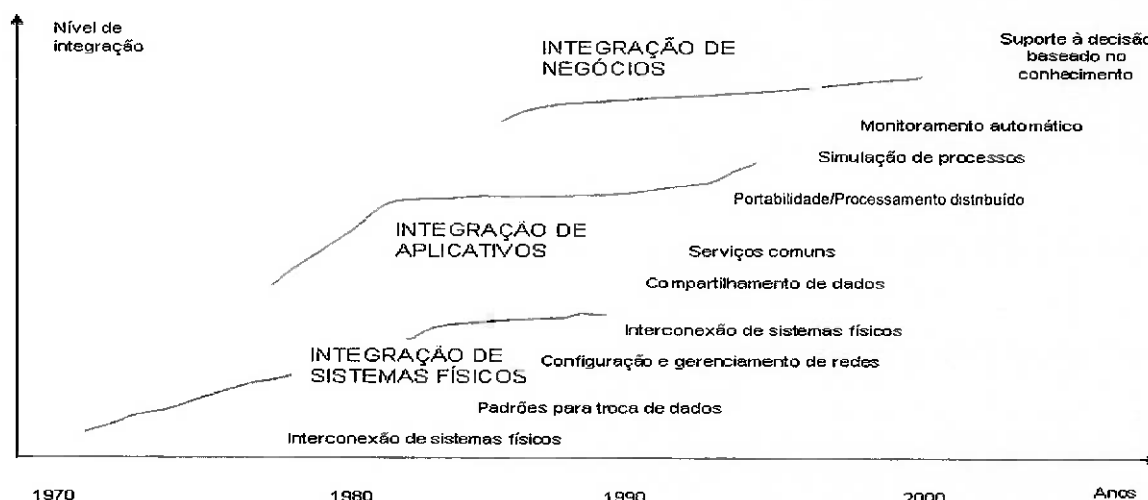 Nível de
integração
INTEGRAÇÃO DE
NEGÓCIOS
Suporte à decisão
baseado no
conhecimento
Monitoramento automático
Simulação de processos
Portabilidade/Processamento distribuído
INTEGRAÇÃO DE
APLICATIVOS
Serviços comuns
Compartilhamento de dados
Interconexão de sistemas físicos
INTEGRAÇÃO DE
SISTEMAS FÍSICOS
Configuração e gerenciamento de redes
Padrões para troca de dados
Interconexão de sistemas físicos
1970
1980
1990
2000
Anos